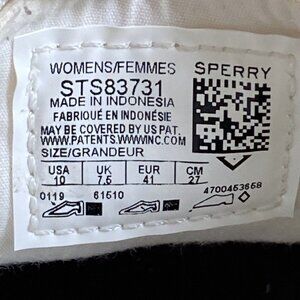 WOMENS/FEMMES SPERRY
STS83731
MADE IN INDONESIA
FABRIQUÉ EN INDONÉSIE
MAY BE COVERED BY US PAT.
WWW.PATENTS.WWWINC.COM
SIZE/GRANDEUR
USA UK EUR CM
10 7.5 41 27
0119 61510 4700453658